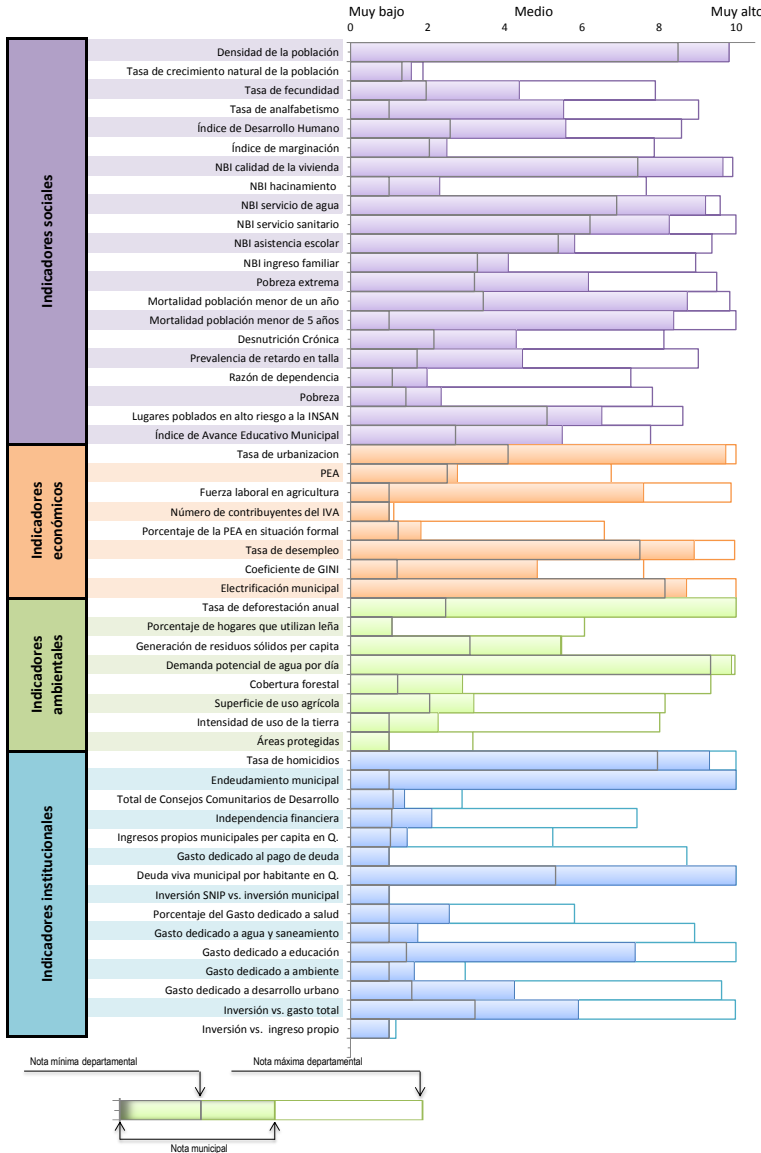 Muy bajo Medio Muy alto
0 2 4 6 8 10
Indicadores sociales
Densidad de la población
Tasa de crecimiento natural de la población
Tasa de fecundidad
Tasa de analfabetismo
Índice de Desarrollo Humano
Índice de marginación
NBI calidad de la vivienda
NBI hacinamiento
NBI servicio de agua
NBI servicio sanitario
NBI asistencia escolar
NBI ingreso familiar
Pobreza extrema
Mortalidad población menor de un año
Mortalidad población menor de 5 años
Desnutrición Crónica
Prevalencia de retardo en talla
Razón de dependencia
Pobreza
Lugares poblados en alto riesgo a la INSAN
Índice de Avance Educativo Municipal
Indicadores económicos
Tasa de urbanizacion
PEA
Fuerza laboral en agricultura
Número de contribuyentes del IVA
Porcentaje de la PEA en situación formal
Tasa de desempleo
Coeficiente de GINI
Electrificación municipal
Indicadores ambientales
Tasa de deforestación anual
Porcentaje de hogares que utilizan leña
Generación de residuos sólidos per capita
Demanda potencial de agua por día
Cobertura forestal
Superficie de uso agrícola
Intensidad de uso de la tierra
Áreas protegidas
Indicadores institucionales
Tasa de homicidios
Endeudamiento municipal
Total de Consejos Comunitarios de Desarrollo
Independencia financiera
Ingresos propios municipales per capita en Q.
Gasto dedicado al pago de deuda
Deuda viva municipal por habitante en Q.
Inversión SNIP vs. inversión municipal
Porcentaje del Gasto dedicado a salud
Gasto dedicado a agua y saneamiento
Gasto dedicado a educación
Gasto dedicado a ambiente
Gasto dedicado a desarrollo urbano
Inversión vs. gasto total
Inversión vs. ingreso propio
Nota mínima departamental
Nota máxima departamental
Nota municipal